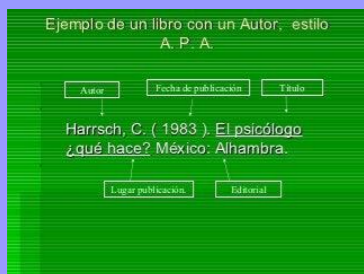 Ejemplo de un libro con un Autor, estilo
A. P. A.
Autor
Fecha de publicación
Título
Harrsch, C. ( 1983 ). El psicólogo
¿qué hace? México: Alhambra.
Lugar publicación.
Editorial